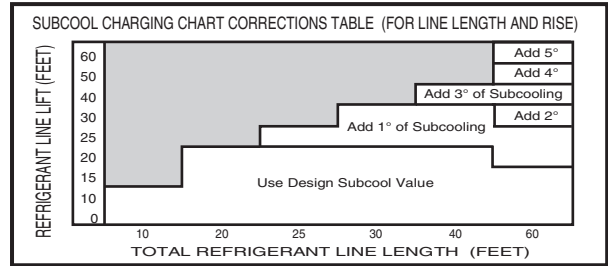 SUBCOOL CHARGING CHART CORRECTIONS TABLE (FOR LINE LENGTH AND RISE)
REFRIGERANT LINE LIFT (FEET)
60
50
40
35
30
25
20
15
10
0
Add 5°
Add 4°
Add 3° of Subcooling
Add 2°
Add 1° of Subcooling
Use Design Subcool Value
10 20 25 30 40 60
TOTAL REFRIGERANT LINE LENGTH (FEET)